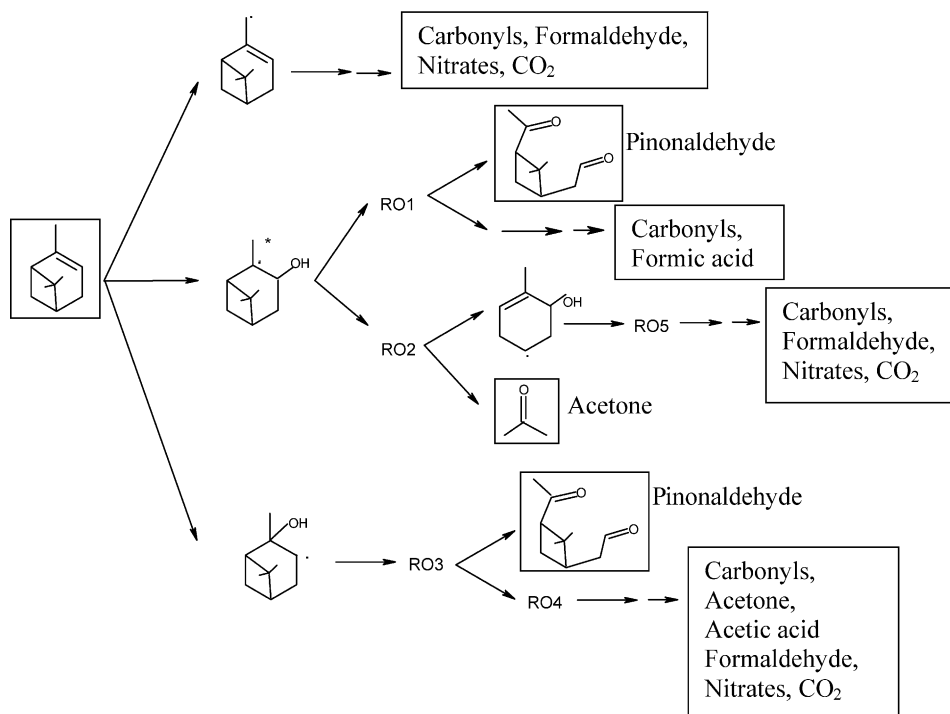 Carbonyls, Formaldehyde,
Nitrates, CO₂
O
O
Pinonaldehyde
RO1
Carbonyls,
Formic acid
*
OH
RO2
OH
RO5
Carbonyls,
Formaldehyde,
Nitrates, CO₂
O
Acetone
OH
RO3
O
O
Pinonaldehyde
RO4
Carbonyls,
Acetone,
Acetic acid
Formaldehyde,
Nitrates, CO₂